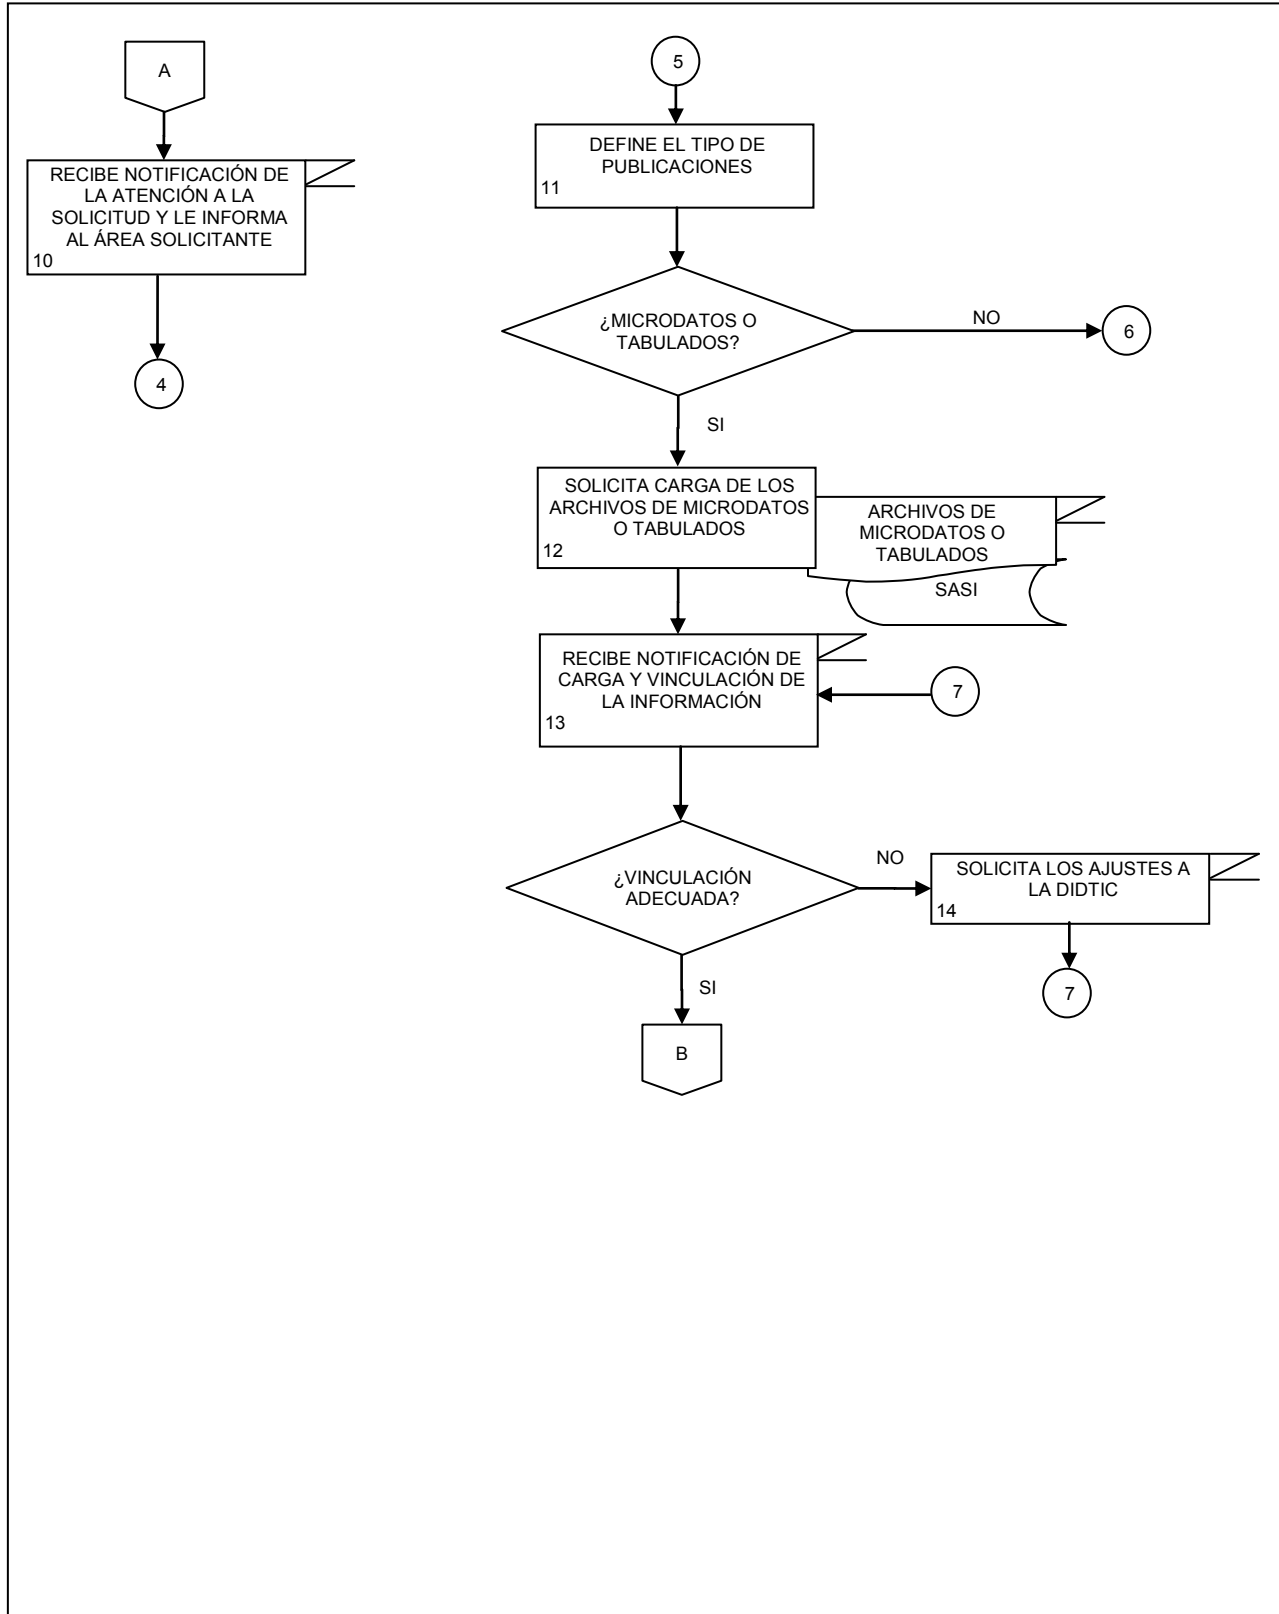 A
RECIBE NOTIFICACIÓN DE
LA ATENCIÓN A LA
SOLICITUD Y LE INFORMA
AL ÁREA SOLICITANTE
10
4
5
DEFINE EL TIPO DE
PUBLICACIONES
11
¿MICRODATOS O
TABULADOS?
NO
6
SI
SOLICITA CARGA DE LOS
ARCHIVOS DE MICRODATOS
O TABULADOS
12
ARCHIVOS DE
MICRODATOS O
TABULADOS
SASI
RECIBE NOTIFICACIÓN DE
CARGA Y VINCULACIÓN DE
LA INFORMACIÓN
13
7
¿VINCULACIÓN
ADECUADA?
NO
SOLICITA LOS AJUSTES A
LA DIDTIC
14
7
SI
B